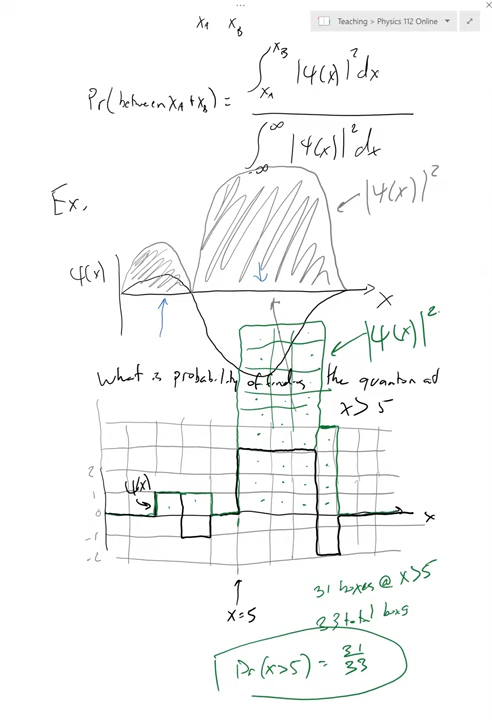 x_A x_B
Teaching > Physics 112 Online
Pr(between x_A + x_B) = ∫_{x_A}^{x_B} |ψ(x)|² dx / ∫_{-∞}^{∞} |ψ(x)|² dx
|ψ(x)|²
Ex.
ψ(x)
x
|ψ(x)|²
What is probability of finding the quanton at
x > 5
2
ψ(x)
1
0
x
-1
-2
x=5
31 boxes @ x>5
33 total boxes
Pr(x>5) = 31/33